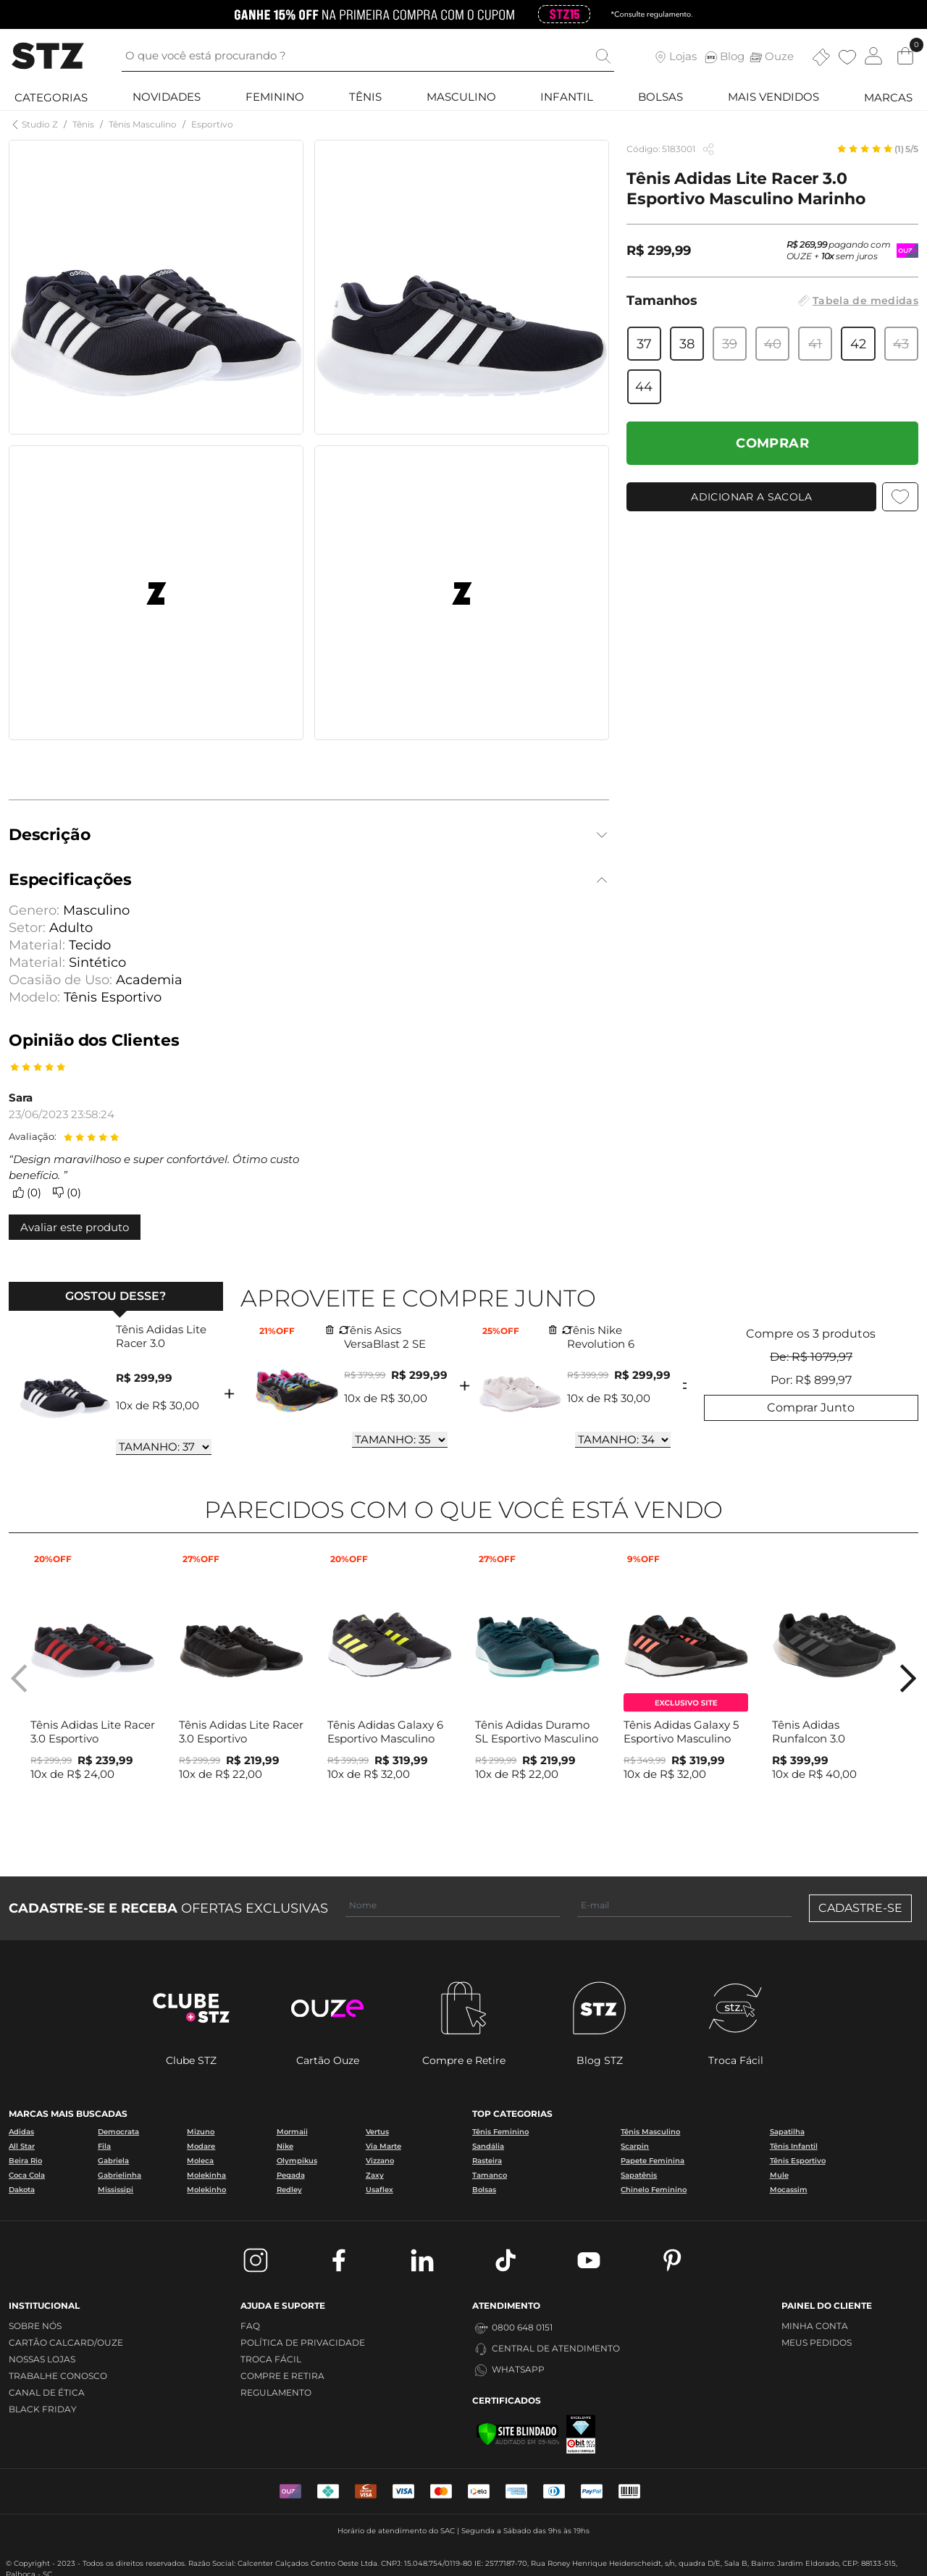 GANHE 15% OFF NA PRIMEIRA COMPRA COM O CUPOM STZ15 *Consulte regulamento.
STZ
O que você está procurando ?
Lojas Blog Ouze
0
CATEGORIAS NOVIDADES FEMININO TÊNIS MASCULINO INFANTIL BOLSAS MAIS VENDIDOS MARCAS
Studio Z / Tênis / Tênis Masculino / Esportivo
Código: 5183001
(1) 5/5
Tênis Adidas Lite Racer 3.0
Esportivo Masculino Marinho
R$ 299,99
R$ 269,99 pagando com
OUZE + 10x sem juros
Tamanhos
Tabela de medidas
37 38 39 40 41 42 43
44
COMPRAR
ADICIONAR A SACOLA
Z
Z
Descrição
Especificações
Genero: Masculino
Setor: Adulto
Material: Tecido
Material: Sintético
Ocasião de Uso: Academia
Modelo: Tênis Esportivo
Opinião dos Clientes
Sara
23/06/2023 23:58:24
Avaliação:
“Design maravilhoso e super confortável. Ótimo custo
benefício. ”
(0) (0)
Avaliar este produto
GOSTOU DESSE?
APROVEITE E COMPRE JUNTO
Tênis Adidas Lite
Racer 3.0
R$ 299,99
10x de R$ 30,00
TAMANHO: 37
+
21%OFF
Tênis Asics
VersaBlast 2 SE
R$ 379,99 R$ 299,99
10x de R$ 30,00
TAMANHO: 35
+
25%OFF
Tênis Nike
Revolution 6
R$ 399,99 R$ 299,99
10x de R$ 30,00
TAMANHO: 34
=
Compre os 3 produtos
De: R$ 1079,97
Por: R$ 899,97
Comprar Junto
PARECIDOS COM O QUE VOCÊ ESTÁ VENDO
20%OFF
Tênis Adidas Lite Racer
3.0 Esportivo
R$ 299,99 R$ 239,99
10x de R$ 24,00
27%OFF
Tênis Adidas Lite Racer
3.0 Esportivo
R$ 299,99 R$ 219,99
10x de R$ 22,00
20%OFF
Tênis Adidas Galaxy 6
Esportivo Masculino
R$ 399,99 R$ 319,99
10x de R$ 32,00
27%OFF
Tênis Adidas Duramo
SL Esportivo Masculino
R$ 299,99 R$ 219,99
10x de R$ 22,00
9%OFF
EXCLUSIVO SITE
Tênis Adidas Galaxy 5
Esportivo Masculino
R$ 349,99 R$ 319,99
10x de R$ 32,00
Tênis Adidas
Runfalcon 3.0
R$ 399,99
10x de R$ 40,00
CADASTRE-SE E RECEBA OFERTAS EXCLUSIVAS
Nome
E-mail
CADASTRE-SE
CLUBE
+STZ
ouze
STZ
stz.
Clube STZ Cartão Ouze Compre e Retire Blog STZ Troca Fácil
MARCAS MAIS BUSCADAS
Adidas Democrata Mizuno Mormaii Vertus
All Star Fila Modare Nike Via Marte
Beira Rio Gabriela Moleca Olympikus Vizzano
Coca Cola Gabrielinha Molekinha Pegada Zaxy
Dakota Mississipi Molekinho Redley Usaflex
TOP CATEGORIAS
Tênis Feminino Tênis Masculino Sapatilha
Sandália Scarpin Tênis Infantil
Rasteira Papete Feminina Tênis Esportivo
Tamanco Sapatênis Mule
Bolsas Chinelo Feminino Mocassim
INSTITUCIONAL
SOBRE NÓS
CARTÃO CALCARD/OUZE
NOSSAS LOJAS
TRABALHE CONOSCO
CANAL DE ÉTICA
BLACK FRIDAY
AJUDA E SUPORTE
FAQ
POLÍTICA DE PRIVACIDADE
TROCA FÁCIL
COMPRE E RETIRA
REGULAMENTO
ATENDIMENTO
0800 648 0151
CENTRAL DE ATENDIMENTO
WHATSAPP
CERTIFICADOS
SITE BLINDADO
AUDITADO EM 09-NOV
PAINEL DO CLIENTE
MINHA CONTA
MEUS PEDIDOS
VISA elo PayPal
Horário de atendimento do SAC | Segunda a Sábado das 9hs às 19hs
© Copyright - 2023 - Todos os direitos reservados. Razão Social: Calcenter Calçados Centro Oeste Ltda. CNPJ: 15.048.754/0119-80 IE: 257.7187-70, Rua Roney Henrique Heiderscheidt, s/n, quadra D/E, Sala B, Bairro: Jardim Eldorado, CEP: 88133-515,
Palhoça - SC